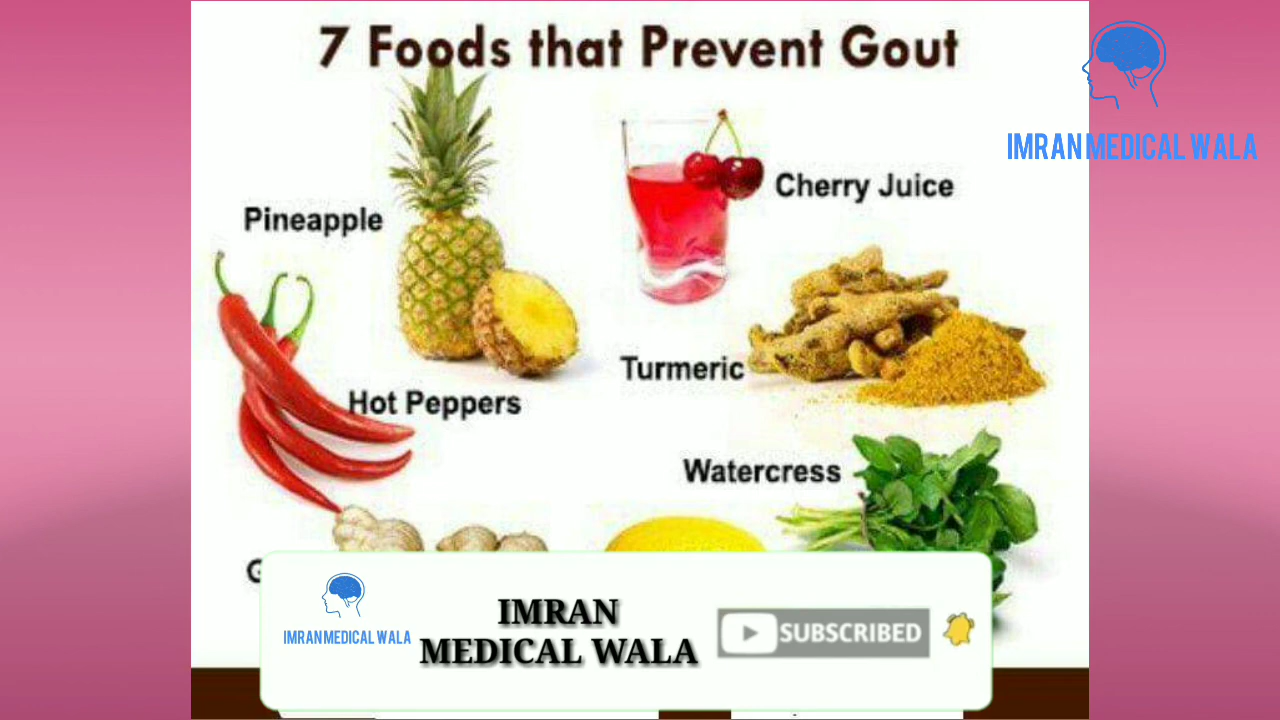 7 Foods that Prevent Gout
IMRAN MEDICAL WALA
Cherry Juice
Pineapple
Turmeric
Hot Peppers
Watercress
IMRAN MEDICAL WALA
IMRAN
MEDICAL WALA
SUBSCRIBED